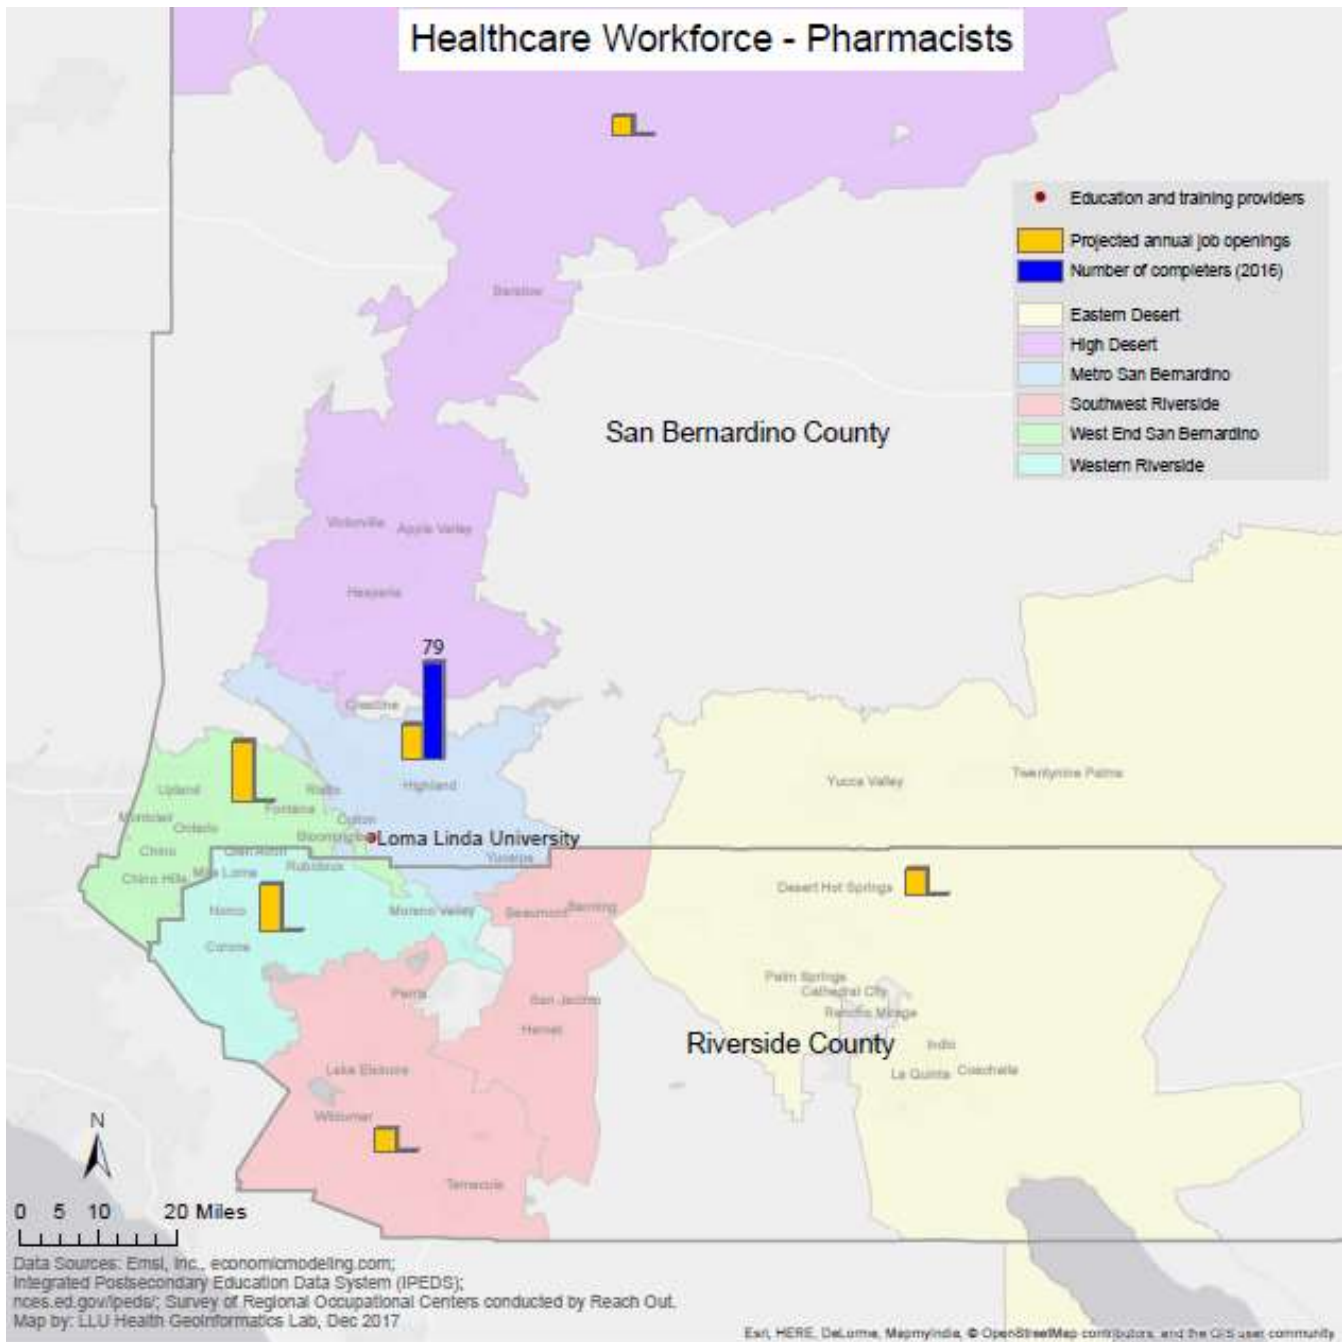 Healthcare Workforce - Pharmacists
Education and training providers
Projected annual job openings
Number of completers (2016)
Eastern Desert
High Desert
Metro San Bernardino
Southwest Riverside
West End San Bernardino
Western Riverside
Barstow
San Bernardino County
Victorville
Apple Valley
Hesperia
79
Crestline
Highland
Yucca Valley
Twentynine Palms
Upland
Rialto
Fontana
Montclair
Ontario
Colton
Loma Linda University
Chino
Glen Avon
Yucaipa
Chino Hills
Mira Loma
Rubidoux
Desert Hot Springs
Norco
Moreno Valley
Beaumont
Banning
Corona
Palm Springs
Cathedral City
Perris
San Jacinto
Rancho Mirage
Hemet
Riverside County
Indio
Lake Elsinore
La Quinta
Coachella
Wildomar
N
Temecula
0 5 10 20 Miles
Data Sources: Emsi, Inc., economicmodeling.com;
Integrated Postsecondary Education Data System (IPEDS);
nces.ed.gov/ipeds/; Survey of Regional Occupational Centers conducted by Reach Out.
Map by: LLU Health Geoinformatics Lab, Dec 2017
Esri, HERE, DeLorme, MapmyIndia, © OpenStreetMap contributors, and the GIS user community